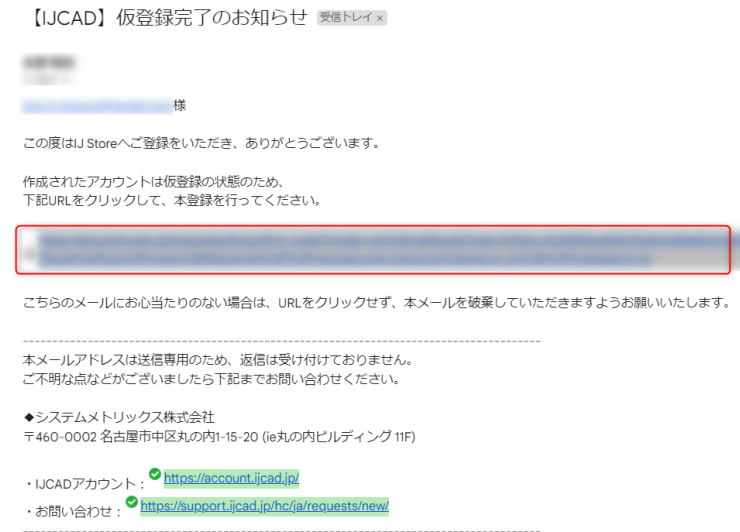 【IJCAD】仮登録完了のお知らせ 受信トレイ ×
様
この度はIJ Storeへご登録をいただき、ありがとうございます。
作成されたアカウントは仮登録の状態のため、
下記URLをクリックして、本登録を行ってください。
こちらのメールにお心当たりのない場合は、URLをクリックせず、本メールを破棄していただきますようお願いいたします。
------------------------------------------------------------------------------------------
本メールアドレスは送信専用のため、返信は受け付けておりません。
ご不明な点などがございましたら下記までお問い合わせください。
◆システムメトリックス株式会社
〒460-0002 名古屋市中区丸の内1-15-20 (ie丸の内ビルディング 11F)
・IJCADアカウント： https://account.ijcad.jp/
・お問い合わせ： https://support.ijcad.jp/hc/ja/requests/new/
------------------------------------------------------------------------------------------